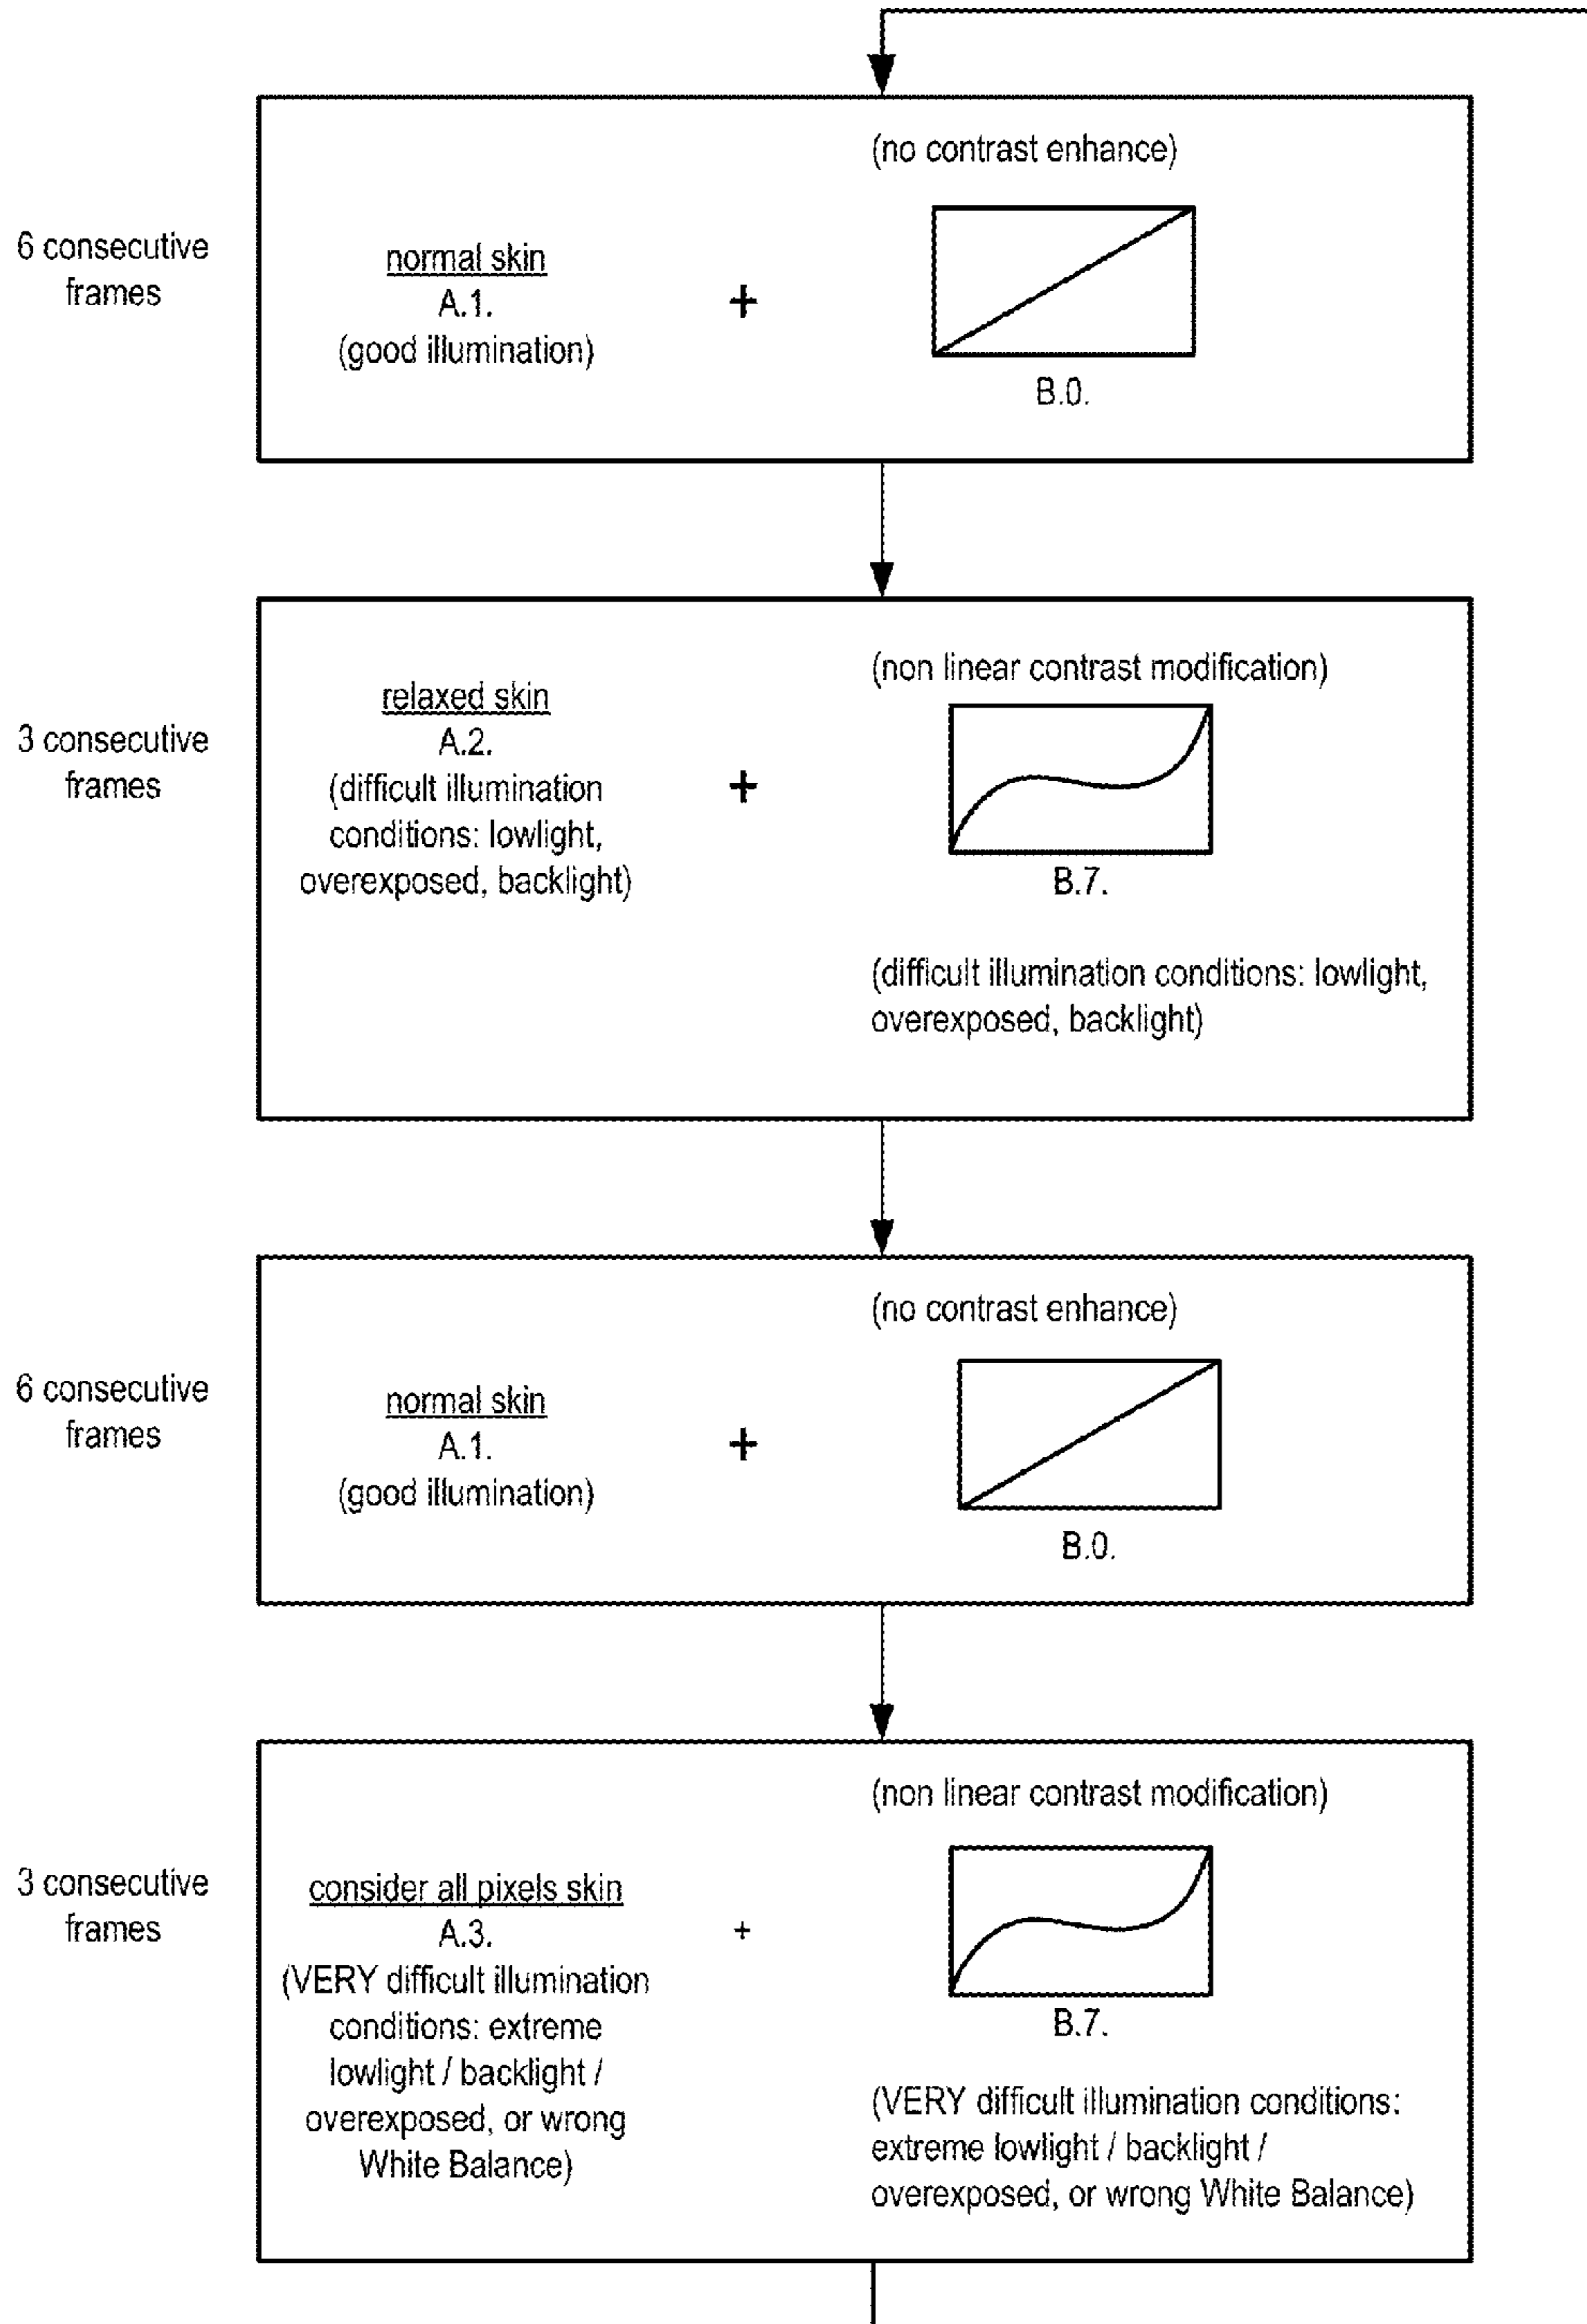 (no contrast enhance)
6 consecutive
frames
normal skin
A.1.
(good illumination)
+
B.0.
3 consecutive
frames
relaxed skin
A.2.
(difficult illumination
conditions: lowlight,
overexposed, backlight)
+
(non linear contrast modification)
B.7.
(difficult illumination conditions: lowlight,
overexposed, backlight)
6 consecutive
frames
normal skin
A.1.
(good illumination)
+
(no contrast enhance)
B.0.
3 consecutive
frames
consider all pixels skin
A.3.
(VERY difficult illumination
conditions: extreme
lowlight / backlight /
overexposed, or wrong
White Balance)
+
(non linear contrast modification)
B.7.
(VERY difficult illumination conditions:
extreme lowlight / backlight /
overexposed, or wrong White Balance)